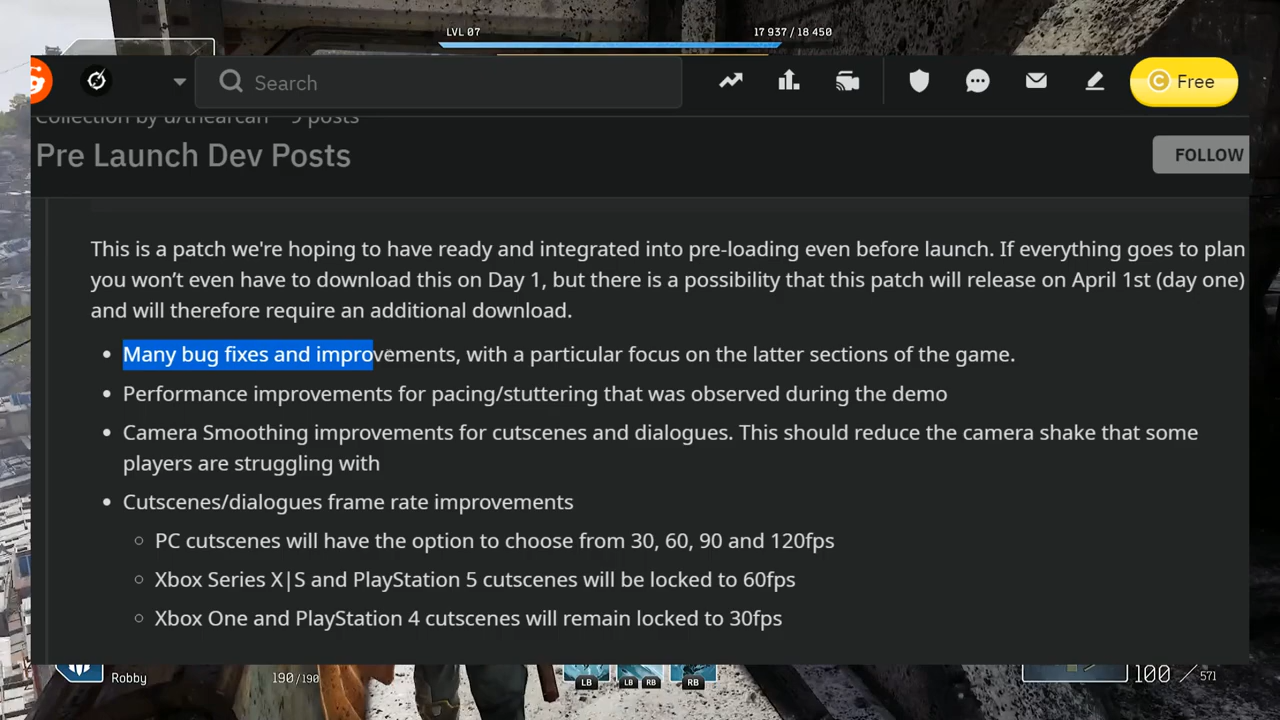 LVL 07
17 937 / 18 450
Search
Free
Collection by u/thearcan 9 posts
Pre Launch Dev Posts
FOLLOW
This is a patch we're hoping to have ready and integrated into pre-loading even before launch. If everything goes to plan
you won’t even have to download this on Day 1, but there is a possibility that this patch will release on April 1st (day one)
and will therefore require an additional download.
• Many bug fixes and improvements, with a particular focus on the latter sections of the game.
• Performance improvements for pacing/stuttering that was observed during the demo
• Camera Smoothing improvements for cutscenes and dialogues. This should reduce the camera shake that some
players are struggling with
• Cutscenes/dialogues frame rate improvements
○ PC cutscenes will have the option to choose from 30, 60, 90 and 120fps
○ Xbox Series X|S and PlayStation 5 cutscenes will be locked to 60fps
○ Xbox One and PlayStation 4 cutscenes will remain locked to 30fps
Robby
190 / 190
LB
LB RB
RB
100 / 571